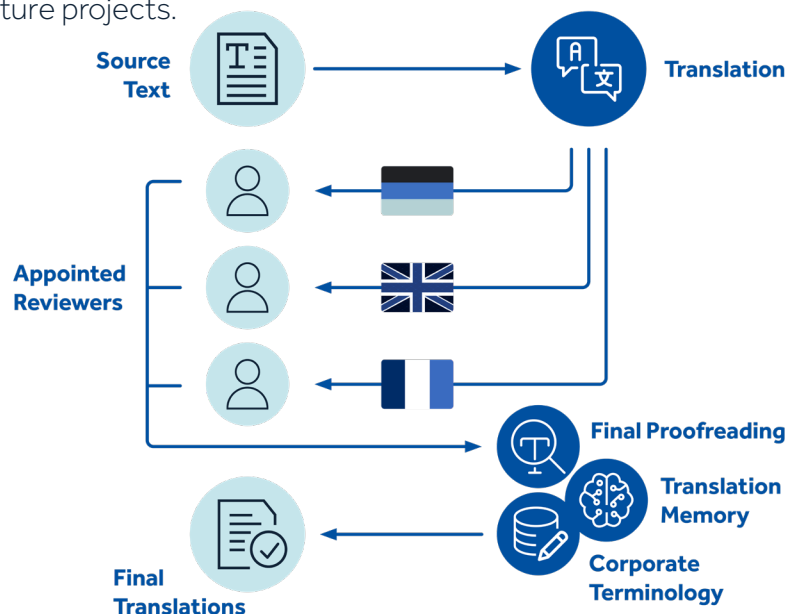 ture projects.
Source
Text
Translation
Appointed
Reviewers
Final Proofreading
Translation
Memory
Corporate
Terminology
Final
Translations